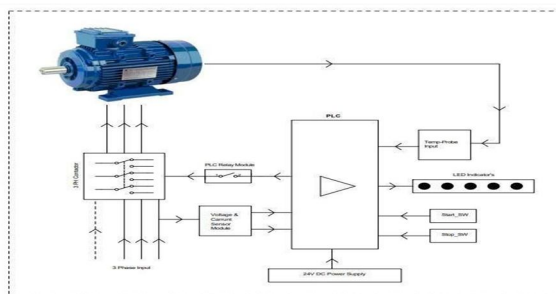 PLC
Temp-Probe
Input
PLC Relay Module
3 PH Contactor
LED Indicator's
Voltage &
Current
Sensor
Module
Start_SW
Stop_SW
3 Phase Input
24V DC Power Supply